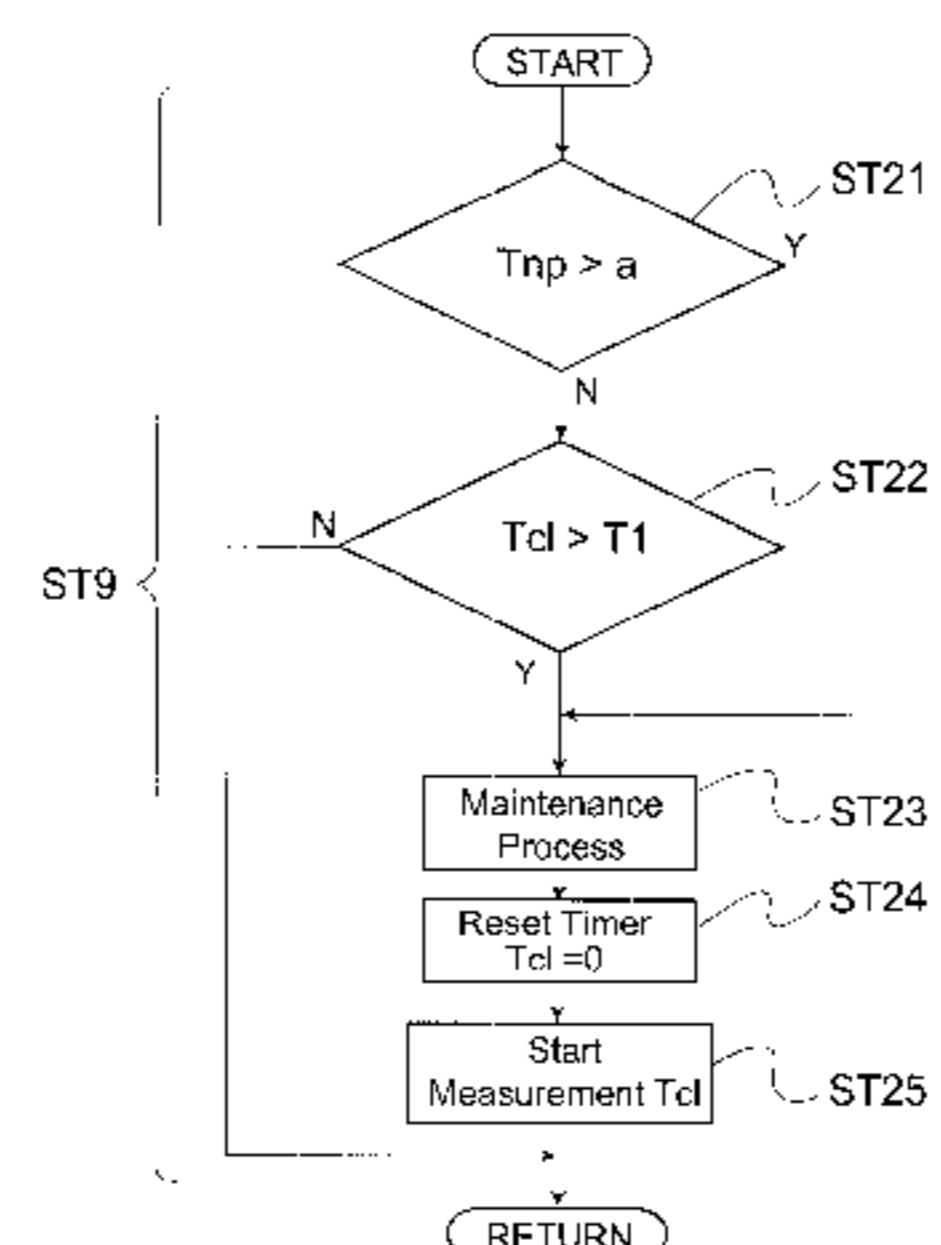 START
ST21
Tnp > a
Y
N
ST22
Tcl > T1
N
ST9
Y
Maintenance
Process
ST23
Reset Timer
Tcl =0
ST24
Start
Measurement Tcl
ST25
RETURN